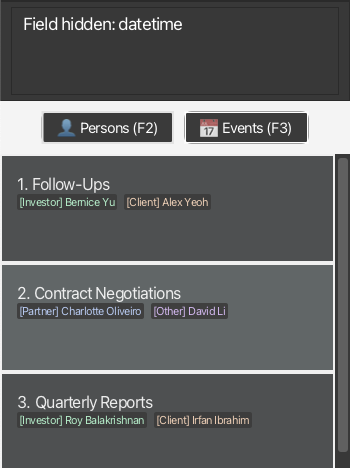 Field hidden: datetime
Persons (F2)
Events (F3)
1. Follow-Ups
[Investor] Bernice Yu [Client] Alex Yeoh
2. Contract Negotiations
[Partner] Charlotte Oliveiro [Other] David Li
3. Quarterly Reports
[Investor] Roy Balakrishnan [Client] Irfan Ibrahim